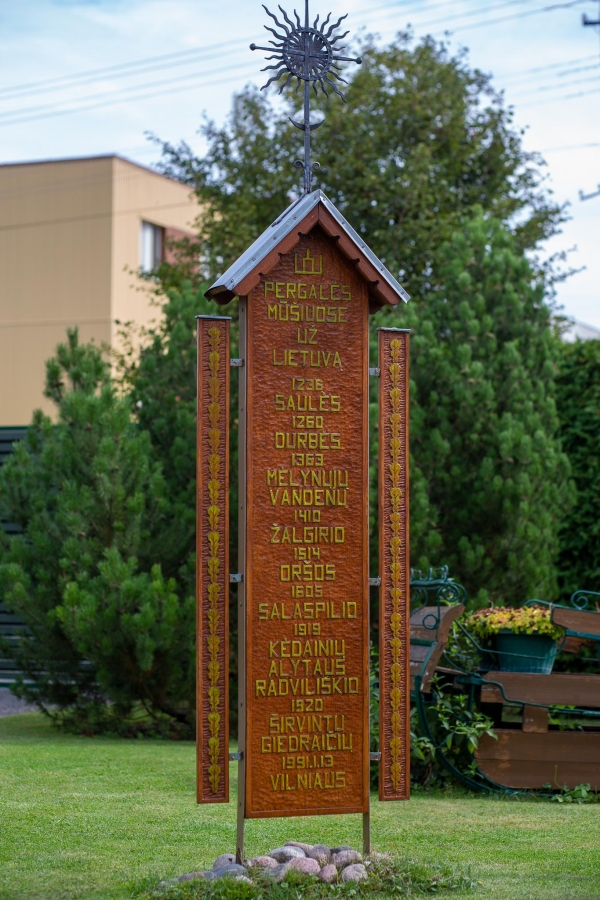 PERGALĖS
MŪŠIUOSE
UŽ
LIETUVĄ
1236
SAULĖS
1260
DURBĖS
1363
MĖLYNŲJŲ
VANDENŲ
1410
ŽALGIRIO
1514
ORŠOS
1605
SALASPILIO
1919
KĖDAINIŲ
ALYTAUS
RADVILIŠKIO
1920
ŠIRVINTŲ
GIEDRAIČIŲ
1991.1.13
VILNIAUS